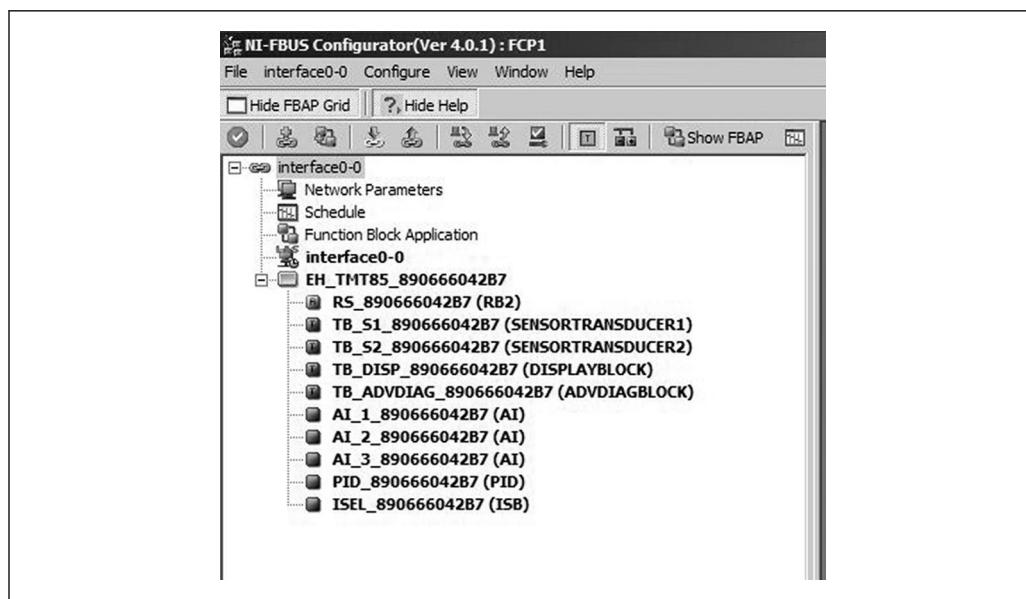 NI-FBUS Configurator(Ver 4.0.1) : FCP1
File interface0-0 Configure View Window Help
Hide FBAP Grid ? Hide Help
T Show FBAP
interface0-0
Network Parameters
Schedule
Function Block Application
interface0-0
EH_TMT85_890666042B7
RS_890666042B7 (RB2)
TB_S1_890666042B7 (SENSORTRANSDUCER1)
TB_S2_890666042B7 (SENSORTRANSDUCER2)
TB_DISP_890666042B7 (DISPLAYBLOCK)
TB_ADVDIAG_890666042B7 (ADVDIAGBLOCK)
AI_1_890666042B7 (AI)
AI_2_890666042B7 (AI)
AI_3_890666042B7 (AI)
PID_890666042B7 (PID)
ISEL_890666042B7 (ISB)